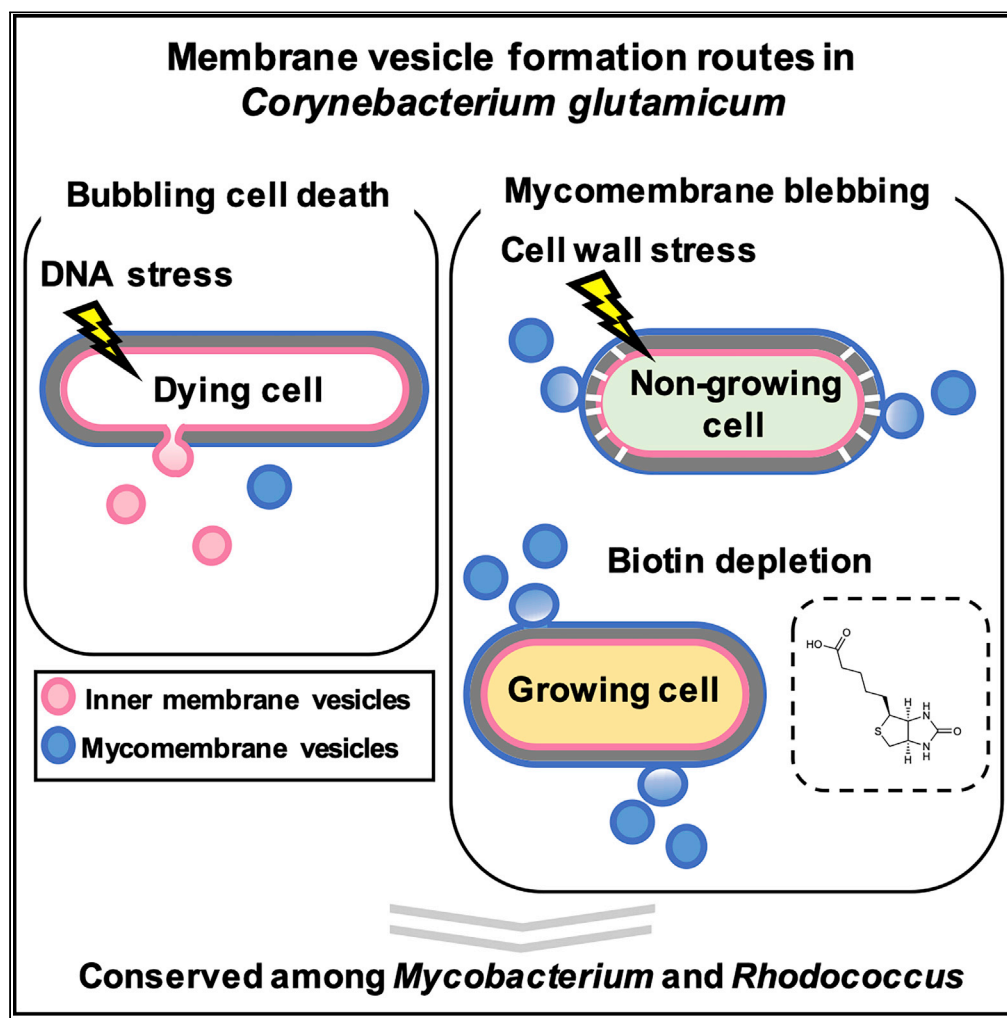 Membrane vesicle formation routes in
Corynebacterium glutamicum
Bubbling cell death
DNA stress
Dying cell
Inner membrane vesicles
Mycomembrane vesicles
Mycomembrane blebbing
Cell wall stress
Non-growing
cell
Biotin depletion
Growing cell
HO
O
S
H
N
N
H
O
H
H
Conserved among Mycobacterium and Rhodococcus